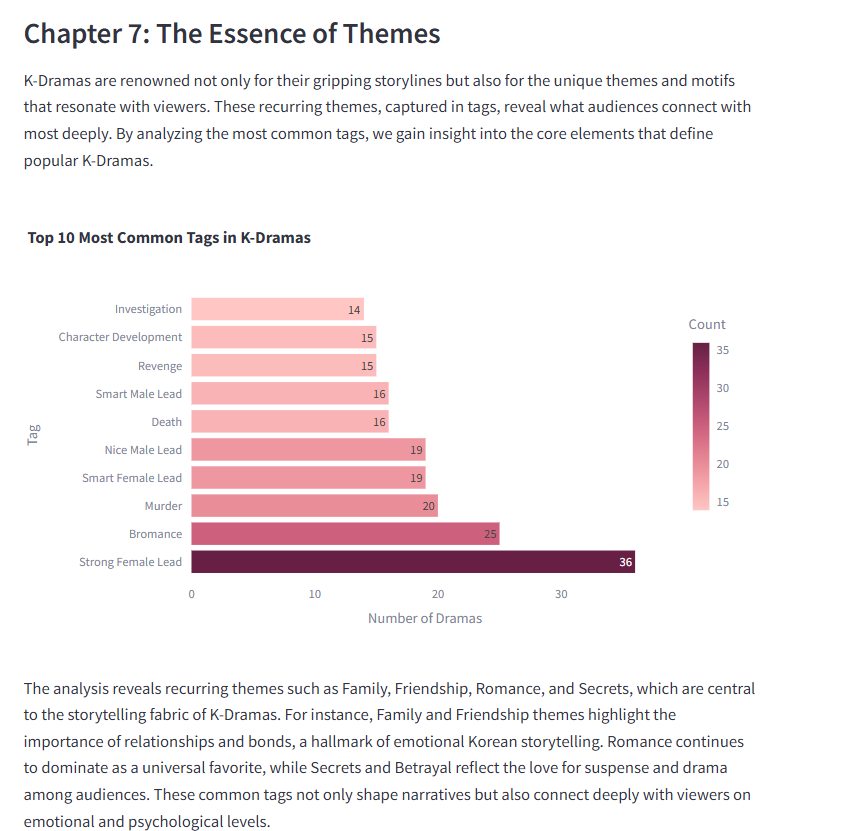 Chapter 7: The Essence of Themes
K-Dramas are renowned not only for their gripping storylines but also for the unique themes and motifs
that resonate with viewers. These recurring themes, captured in tags, reveal what audiences connect with
most deeply. By analyzing the most common tags, we gain insight into the core elements that define
popular K-Dramas.
Top 10 Most Common Tags in K-Dramas
Investigation 14
Character Development 15
Revenge 15
Smart Male Lead 16
Death 16
Nice Male Lead 19
Smart Female Lead 19
Murder 20
Bromance 25
Strong Female Lead 36
Tag
0 10 20 30
Number of Dramas
Count
35
30
25
20
15
The analysis reveals recurring themes such as Family, Friendship, Romance, and Secrets, which are central
to the storytelling fabric of K-Dramas. For instance, Family and Friendship themes highlight the
importance of relationships and bonds, a hallmark of emotional Korean storytelling. Romance continues
to dominate as a universal favorite, while Secrets and Betrayal reflect the love for suspense and drama
among audiences. These common tags not only shape narratives but also connect deeply with viewers on
emotional and psychological levels.